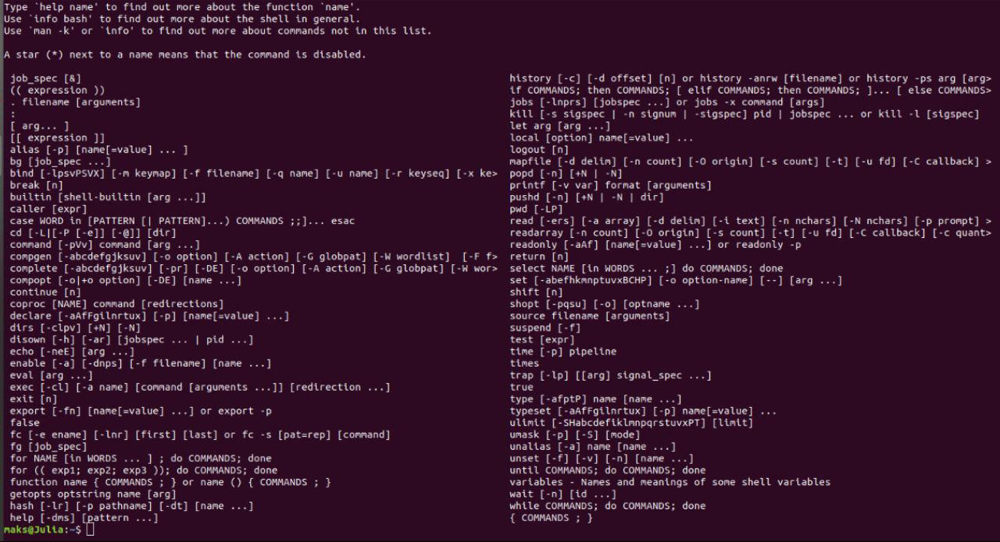 Type `help name' to find out more about the function `name'.
Use `info bash' to find out more about the shell in general.
Use `man -k' or `info' to find out more about commands not in this list.

A star (*) next to a name means that the command is disabled.

job_spec [&]
(( expression ))
. filename [arguments]
:
[ arg... ]
[[ expression ]]
alias [-p] [name[=value] ... ]
bg [job_spec ...]
bind [-lpsvPSVX] [-m keymap] [-f filename] [-q name] [-u name] [-r keyseq] [-x ke>
break [n]
builtin [shell-builtin [arg ...]]
caller [expr]
case WORD in [PATTERN [| PATTERN]...) COMMANDS ;;]... esac
cd [-L|[-P [-e]] [-@]] [dir]
command [-pVv] command [arg ...]
compgen [-abcdefgjksuv] [-o option] [-A action] [-G globpat] [-W wordlist]  [-F f>
complete [-abcdefgjksuv] [-pr] [-DE] [-o option] [-A action] [-G globpat] [-W wor>
compopt [-o|+o option] [-DE] [name ...]
continue [n]
coproc [NAME] command [redirections]
declare [-aAfFgilnrtux] [-p] [name[=value] ...]
dirs [-clpv] [+N] [-N]
disown [-h] [-ar] [jobspec ... | pid ...]
echo [-neE] [arg ...]
enable [-a] [-dnps] [-f filename] [name ...]
eval [arg ...]
exec [-cl] [-a name] [command [arguments ...]] [redirection ...]
exit [n]
export [-fn] [name[=value] ...] or export -p
false
fc [-e ename] [-lnr] [first] [last] or fc -s [pat=rep] [command]
fg [job_spec]
for NAME [in WORDS ... ] ; do COMMANDS; done
for (( exp1; exp2; exp3 )); do COMMANDS; done
function name { COMMANDS ; } or name () { COMMANDS ; }
getopts optstring name [arg]
hash [-lr] [-p pathname] [-dt] [name ...]
help [-dms] [pattern ...]
history [-c] [-d offset] [n] or history -anrw [filename] or history -ps arg [arg>
if COMMANDS; then COMMANDS; [ elif COMMANDS; then COMMANDS; ]... [ else COMMANDS>
jobs [-lnprs] [jobspec ...] or jobs -x command [args]
kill [-s sigspec | -n signum | -sigspec] pid | jobspec ... or kill -l [sigspec]
let arg [arg ...]
local [option] name[=value] ...
logout [n]
mapfile [-d delim] [-n count] [-O origin] [-s count] [-t] [-u fd] [-C callback] >
popd [-n] [+N | -N]
printf [-v var] format [arguments]
pushd [-n] [+N | -N | dir]
pwd [-LP]
read [-ers] [-a array] [-d delim] [-i text] [-n nchars] [-N nchars] [-p prompt] >
readarray [-n count] [-O origin] [-s count] [-t] [-u fd] [-C callback] [-c quant>
readonly [-aAf] [name[=value] ...] or readonly -p
return [n]
select NAME [in WORDS ... ;] do COMMANDS; done
set [-abefhkmnptuvxBCHP] [-o option-name] [--] [arg ...]
shift [n]
shopt [-pqsu] [-o] [optname ...]
source filename [arguments]
suspend [-f]
test [expr]
time [-p] pipeline
times
trap [-lp] [[arg] signal_spec ...]
true
type [-afptP] name [name ...]
typeset [-aAfFgilnrtux] [-p] name[=value] ...
ulimit [-SHabcdefiklmnpqrstuvxPT] [limit]
umask [-p] [-S] [mode]
unalias [-a] name [name ...]
unset [-f] [-v] [-n] [name ...]
until COMMANDS; do COMMANDS; done
variables - Names and meanings of some shell variables
wait [-n] [id ...]
while COMMANDS; do COMMANDS; done
{ COMMANDS ; }
maks@Julia:~$